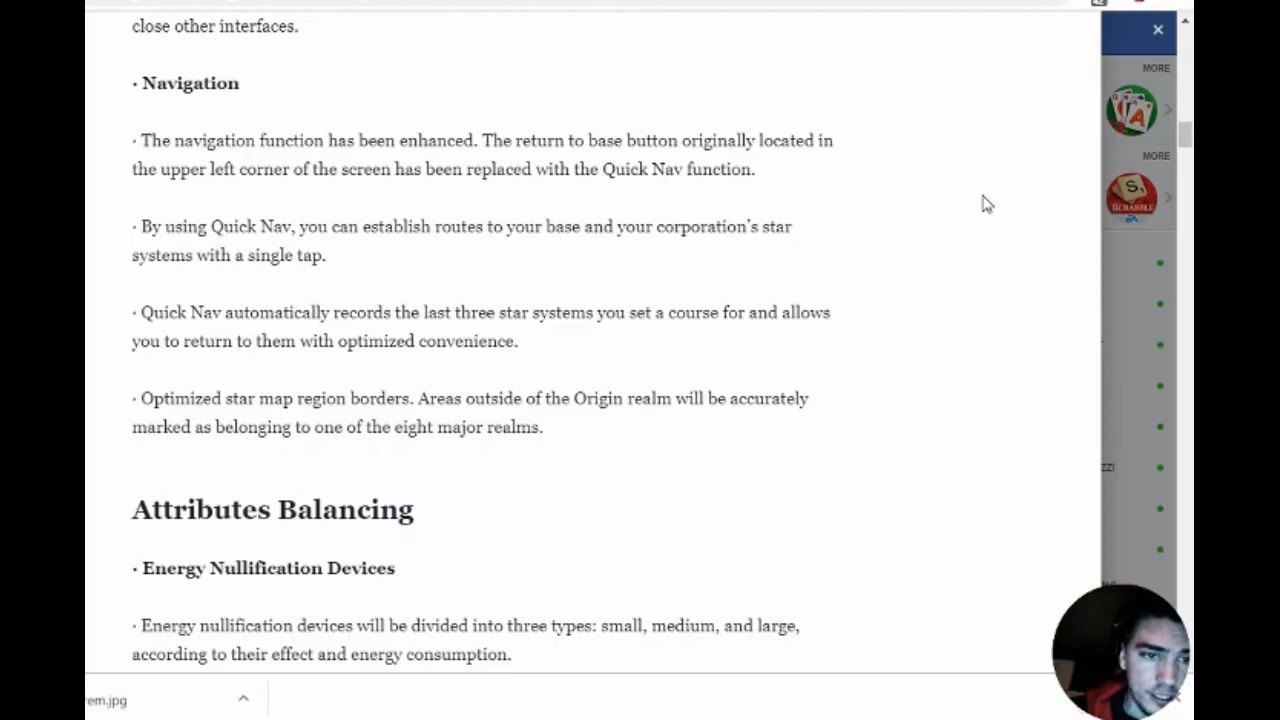 close other interfaces.
· Navigation
· The navigation function has been enhanced. The return to base button originally located in
the upper left corner of the screen has been replaced with the Quick Nav function.
· By using Quick Nav, you can establish routes to your base and your corporation’s star
systems with a single tap.
· Quick Nav automatically records the last three star systems you set a course for and allows
you to return to them with optimized convenience.
· Optimized star map region borders. Areas outside of the Origin realm will be accurately
marked as belonging to one of the eight major realms.
Attributes Balancing
· Energy Nullification Devices
· Energy nullification devices will be divided into three types: small, medium, and large,
according to their effect and energy consumption.
MORE
A
MORE
S
SCRABBLE
EA
ZZI
rem.jpg